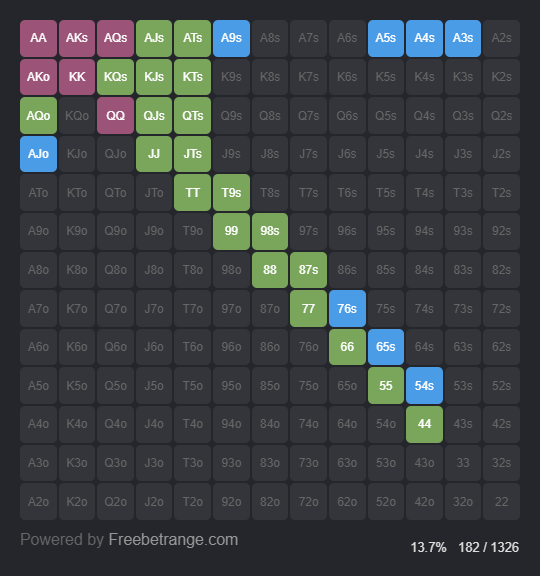 AA AKs AQs AJs ATs A9s A8s A7s A6s A5s A4s A3s A2s
AKo KK KQs KJs KTs K9s K8s K7s K6s K5s K4s K3s K2s
AQo KQo QQ QJs QTs Q9s Q8s Q7s Q6s Q5s Q4s Q3s Q2s
AJo KJo QJo JJ JTs J9s J8s J7s J6s J5s J4s J3s J2s
ATo KTo QTo JTo TT T9s T8s T7s T6s T5s T4s T3s T2s
A9o K9o Q9o J9o T9o 99 98s 97s 96s 95s 94s 93s 92s
A8o K8o Q8o J8o T8o 98o 88 87s 86s 85s 84s 83s 82s
A7o K7o Q7o J7o T7o 97o 87o 77 76s 75s 74s 73s 72s
A6o K6o Q6o J6o T6o 96o 86o 76o 66 65s 64s 63s 62s
A5o K5o Q5o J5o T5o 95o 85o 75o 65o 55 54s 53s 52s
A4o K4o Q4o J4o T4o 94o 84o 74o 64o 54o 44 43s 42s
A3o K3o Q3o J3o T3o 93o 83o 73o 63o 53o 43o 33 32s
A2o K2o Q2o J2o T2o 92o 82o 72o 62o 52o 42o 32o 22
Powered by Freebetrange.com
13.7% 182 / 1326